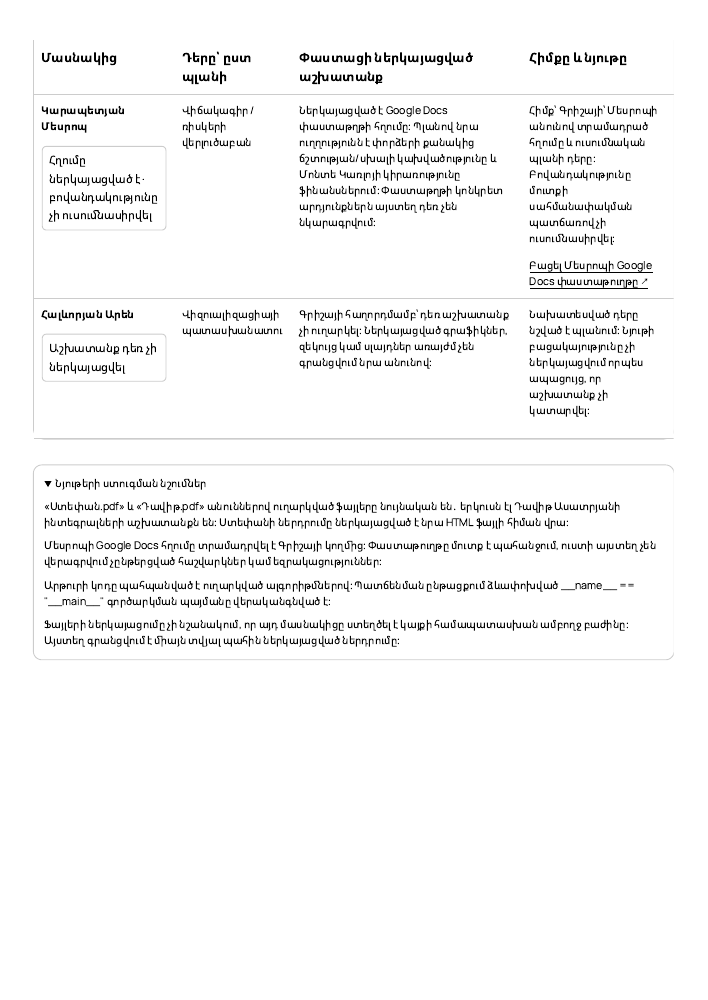 Մասնակից
Դերը՝ ըստ
պլանի
Փաստացի ներկայացված
աշխատանք
Հիմքը և նյութը
Կարապետյան
Մեսրոպ
Հղումը
ներկայացված է ·
բովանդակությունը
չի ուսումնասիրվել
Վիճակագիր /
ռիսկերի
վերլուծաբան
Ներկայացված է Google Docs
փաստաթղթի հղումը։ Պլանով նրա
ուղղությունն է փորձերի քանակից
ճշտության/սխալի կախվածությունը և
Մոնտե Կառլոյի կիրառությունը
ֆինանսներում։ Փաստաթղթի կոնկրետ
արդյունքներն այստեղ դեռ չեն
նկարագրվում։
Հիմք՝ Գրիշայի՝ Մեսրոպի
անունով տրամադրած
հղումը և ուսումնական
պլանի դերը։
Բովանդակությունը
մուտքի
սահմանափակման
պատճառով չի
ուսումնասիրվել։
Բացել Մեսրոպի Google
Docs փաստաթուղթը ↗
Հալևորյան Արեն
Աշխատանք դեռ չի
ներկայացվել
Վիզուալիզացիայի
պատասխանատու
Գրիշայի հաղորդմամբ՝ դեռ աշխատանք
չի ուղարկել։ Ներկայացված գրաֆիկներ,
զեկույց կամ սլայդներ առայժմ չեն
գրանցվում նրա անունով։
Նախատեսված դերը
նշված է պլանում։ Նյութի
բացակայությունը չի
ներկայացվում որպես
ապացույց, որ
աշխատանք չի
կատարվել։
▼ Նյութերի ստուգման նշումներ
«Ստեփան.pdf» և «Դավիթ.pdf» անուններով ուղարկված ֆայլերը նույնական են․ երկուսն էլ Դավիթ Ասատրյանի
ինտեգրալների աշխատանքն են։ Ստեփանի ներդրումը ներկայացված է նրա HTML ֆայլի հիման վրա։
Մեսրոպի Google Docs հղումը տրամադրվել է Գրիշայի կողմից։ Փաստաթուղթը մուտք է պահանջում, ուստի այստեղ չեն
վերագրվում չընթերցված հաշվարկներ կամ եզրակացություններ։
Արթուրի կոդը պահպանված է ուղարկված ալգորիթմներով։ Պատճենման ընթացքում ձևափոխված __name__ ==
"__main__" գործարկման պայմանը վերականգնված է։
Ֆայլերի ներկայացումը չի նշանակում, որ այդ մասնակիցը ստեղծել է կայքի համապատասխան ամբողջ բաժինը։
Այստեղ գրանցվում է միայն տվյալ պահին ներկայացված ներդրումը։